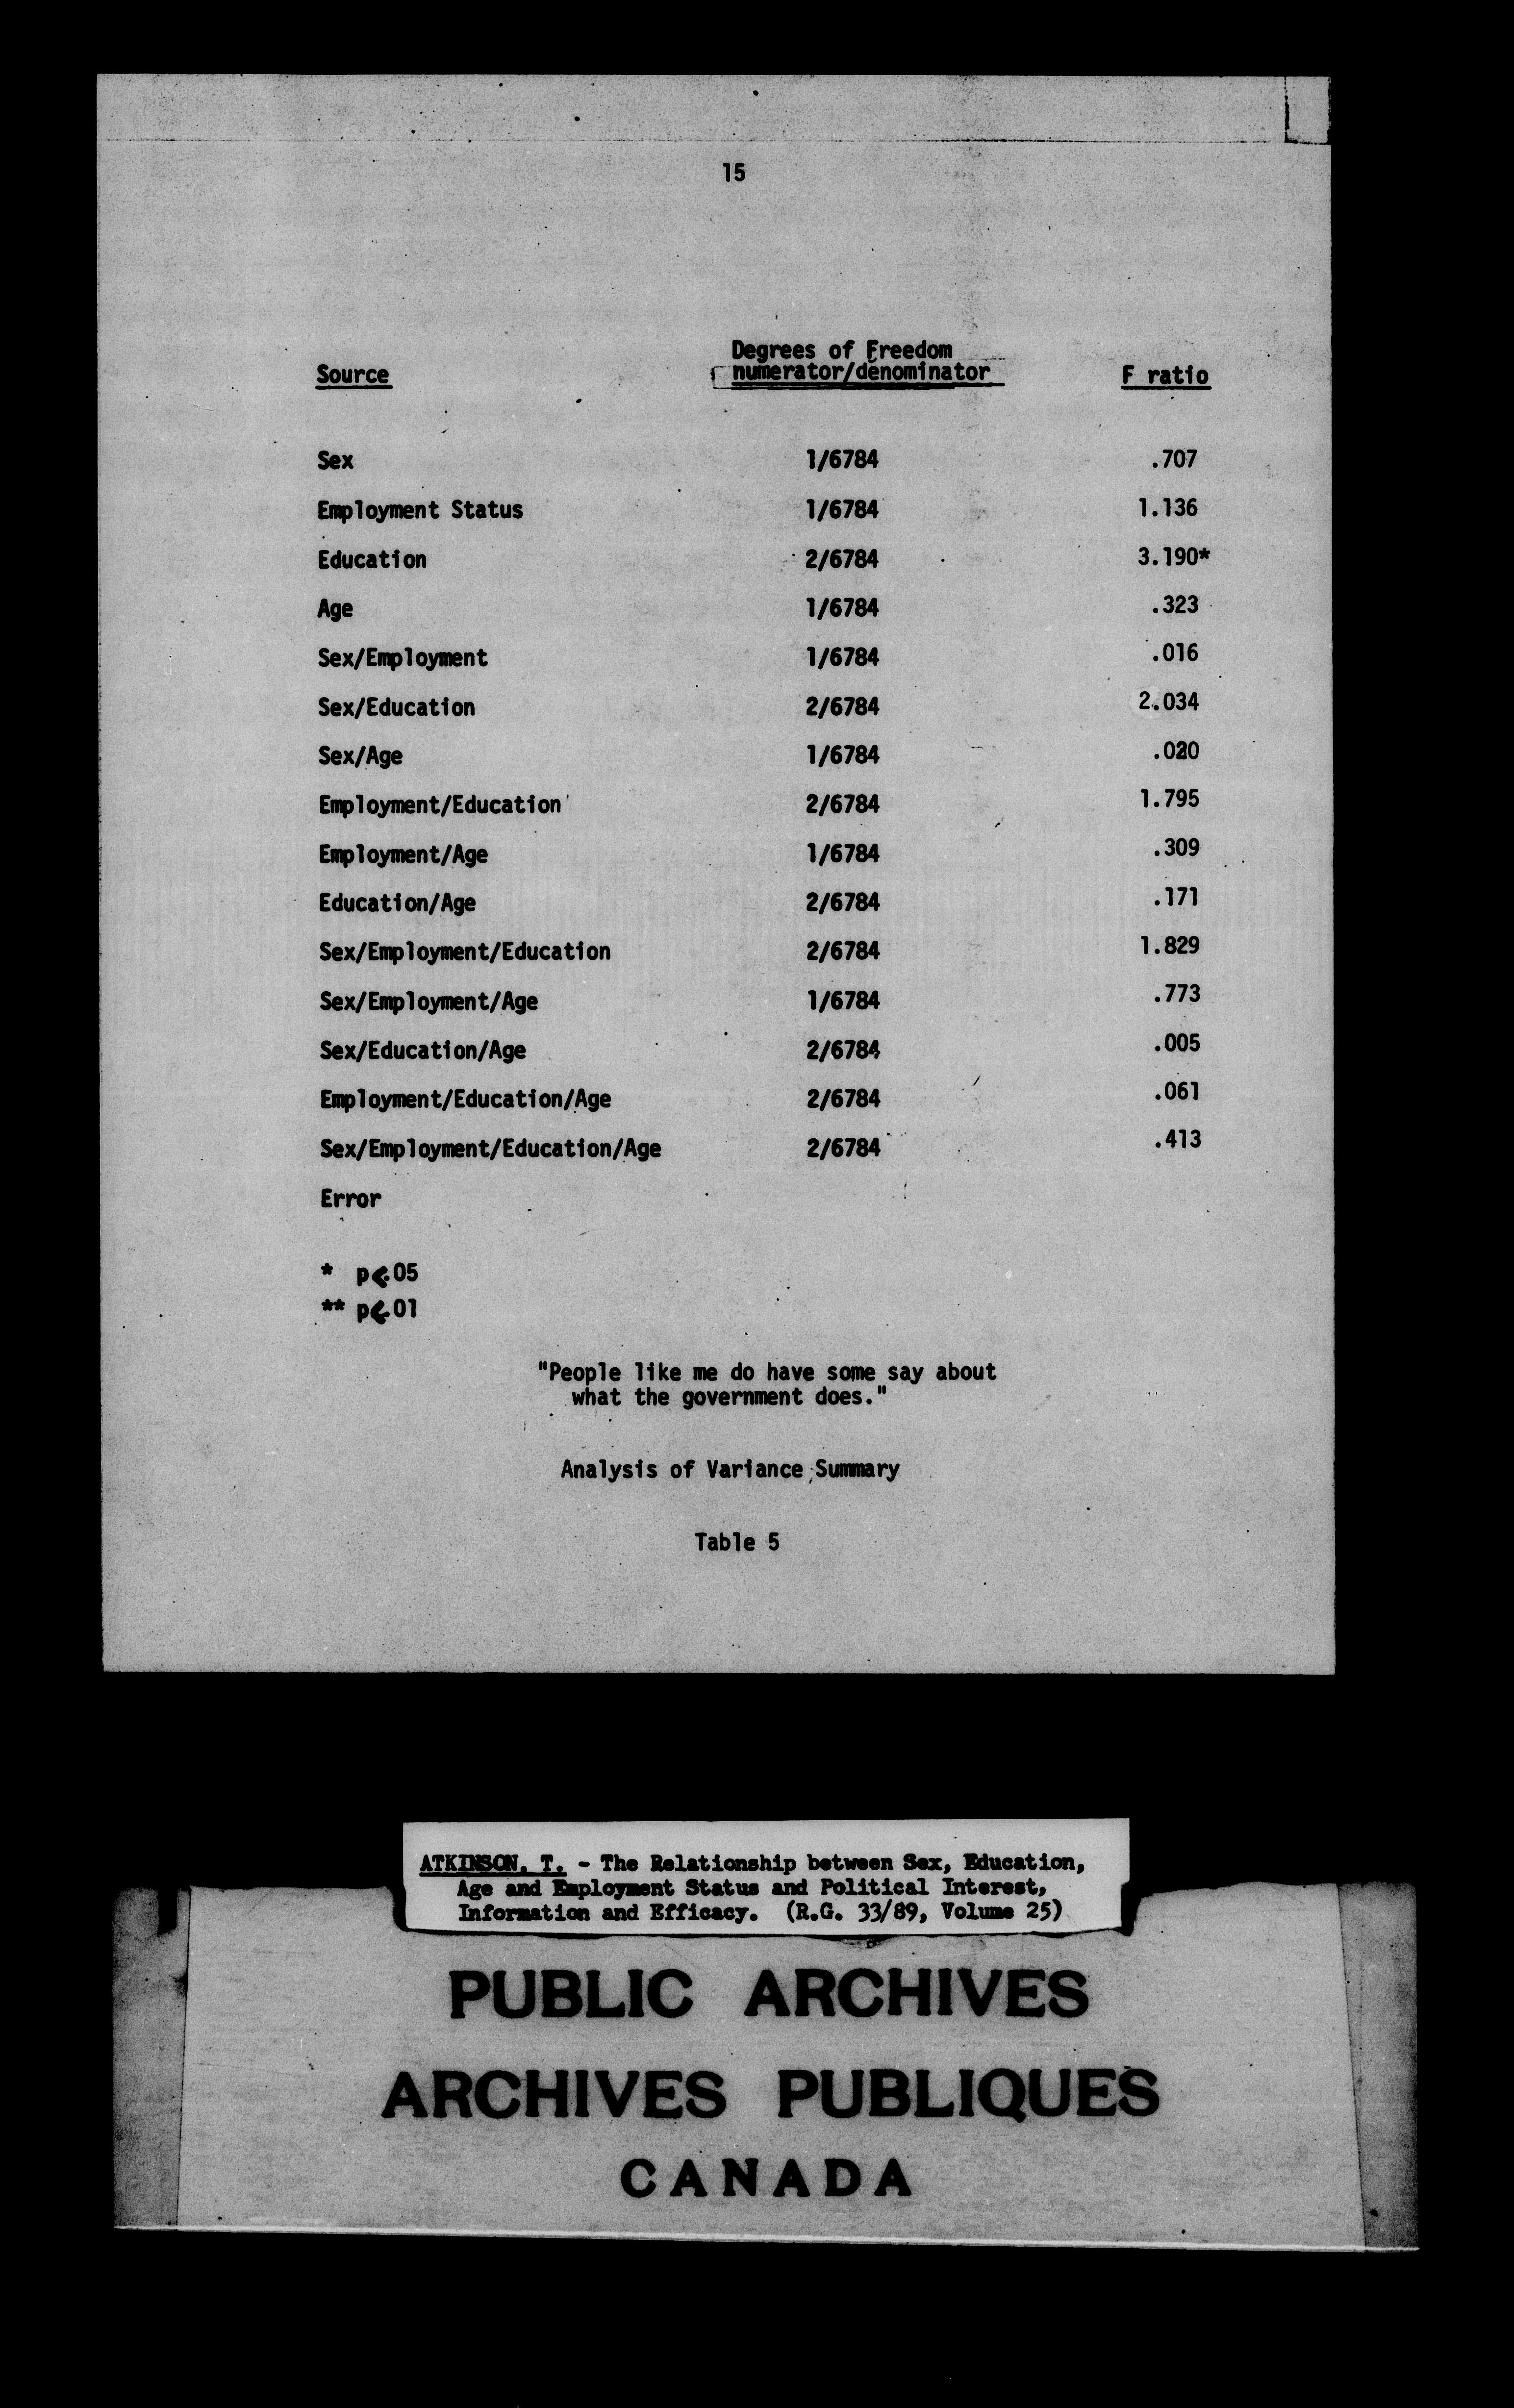 15
Degrees of Freedom
Source numerator/denominator F ratio
Sex 1/6784 .707
Employment Status 1/6784 1.136
Education 2/6784 3.190*
Age 1/6784 .323
Sex/Employment 1/6784 .016
Sex/Education 2/6784 2.034
Sex/Age 1/6784 .020
Employment/Education 2/6784 1.795
Employment/Age 1/6784 .309
Education/Age 2/6784 .171
Sex/Employment/Education 2/6784 1.829
Sex/Employment/Age 1/6784 .773
Sex/Education/Age 2/6784 .005
Employment/Education/Age 2/6784 .061
Sex/Employment/Education/Age 2/6784 .413
Error
* p<.05
** p<.01
"People like me do have some say about
what the government does."
Analysis of Variance Summary
Table 5
ATKINSON, T. - The Relationship between Sex, Education,
Age and Employment Status and Political Interest,
Information and Efficacy. (R.G. 33/89, Volume 25)
PUBLIC ARCHIVES
ARCHIVES PUBLIQUES
CANADA